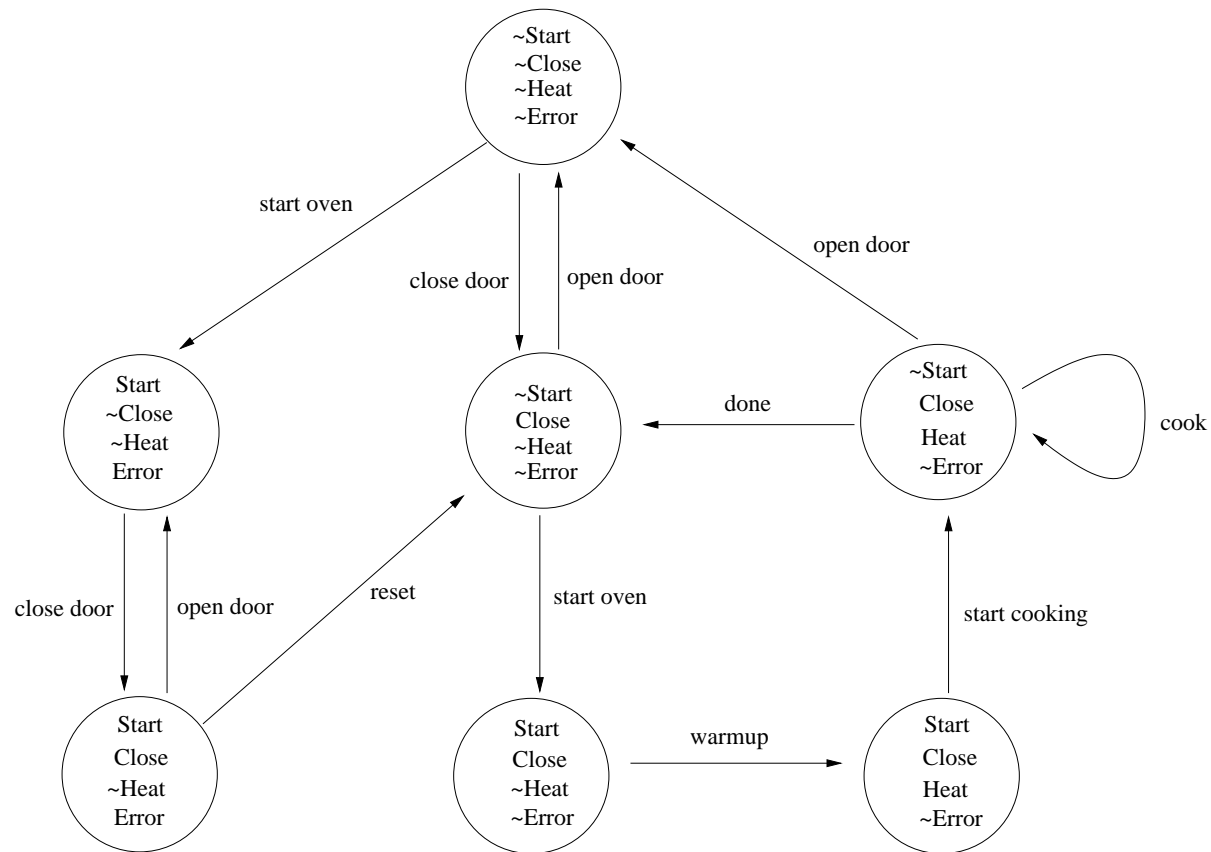 ~Start
~Close
~Heat
~Error
start oven
open door
close door
open door
Start
~Close
~Heat
Error
~Start
Close
~Heat
~Error
done
~Start
Close
Heat
~Error
cook
close door
open door
reset
start oven
start cooking
Start
Close
~Heat
Error
Start
Close
~Heat
~Error
warmup
Start
Close
Heat
~Error